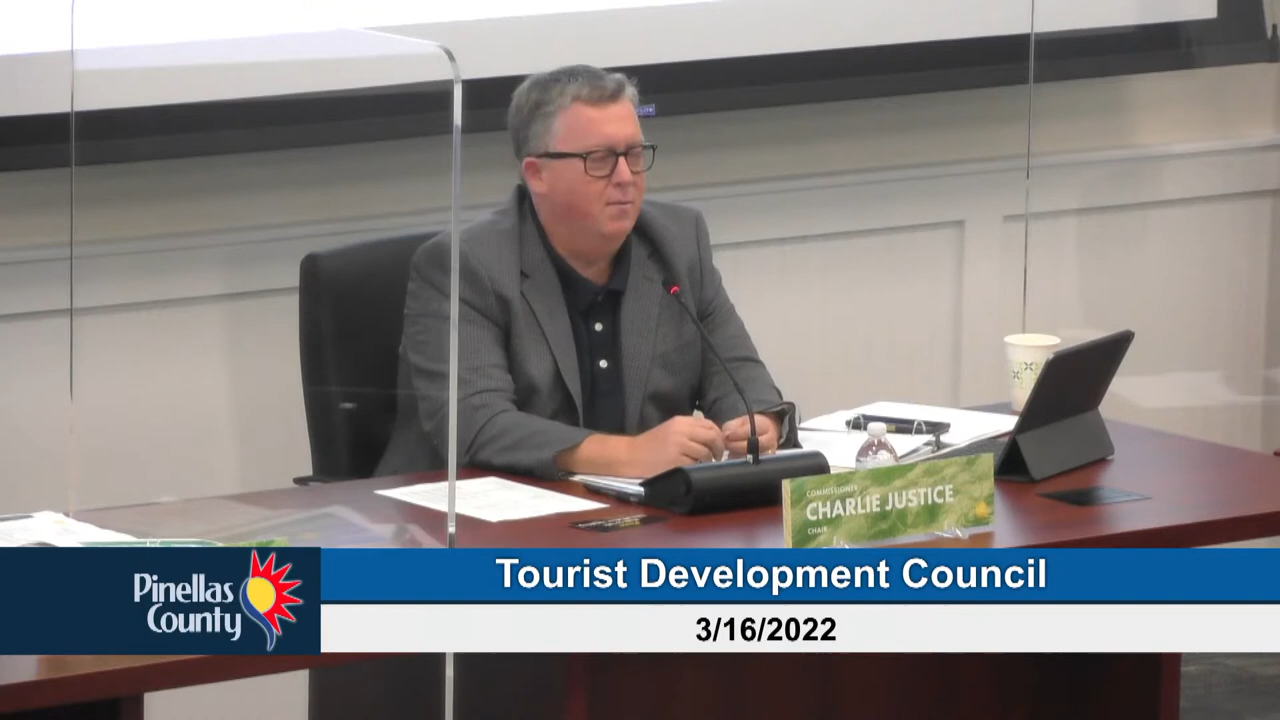 COMMISSIONER
CHARLIE JUSTICE
CHAIR
Pinellas
County
Tourist Development Council
3/16/2022